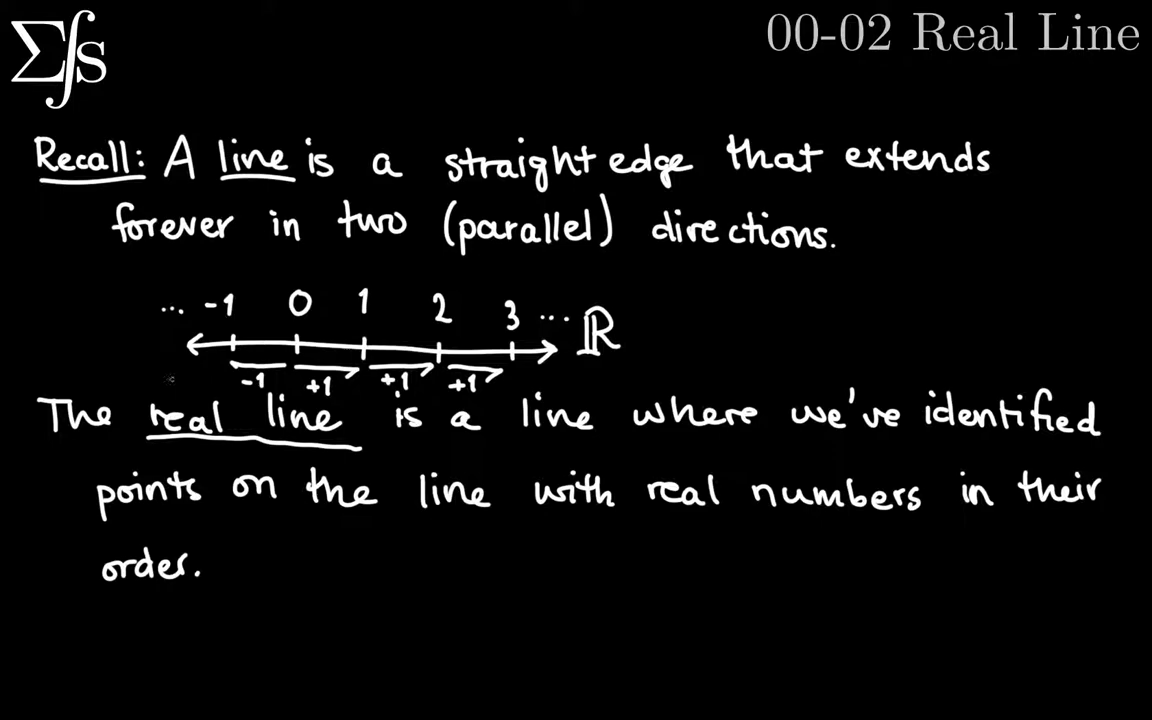 Σ∫S
00-02 Real Line
Recall: A line is a straight edge that extends
forever in two (parallel) directions.
... -1 0 1 2 3 ... ℝ
-1 +1 +1 +1
The real line is a line where we've identified
points on the line with real numbers in their
order.